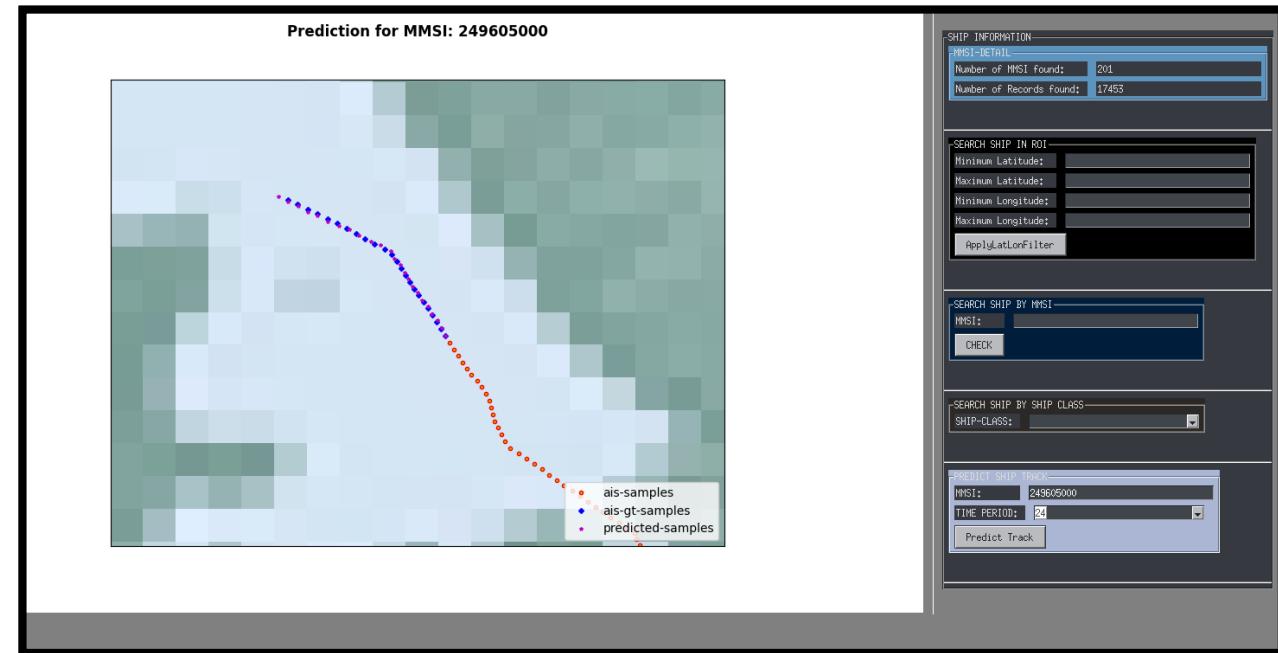 Prediction for MMSI: 249605000
ais-samples
ais-gt-samples
predicted-samples
SHIP INFORMATION
MMSI-DETAIL
Number of MMSI found: 201
Number of Records found: 17453
SEARCH SHIP IN ROI
Minimum Latitude:
Maximum Latitude:
Minimum Longitude:
Maximum Longitude:
ApplyLatLonFilter
SEARCH SHIP BY MMSI
MMSI:
CHECK
SEARCH SHIP BY SHIP CLASS
SHIP-CLASS:
PREDICT SHIP TRACK
MMSI: 249605000
TIME PERIOD: 24
Predict Track